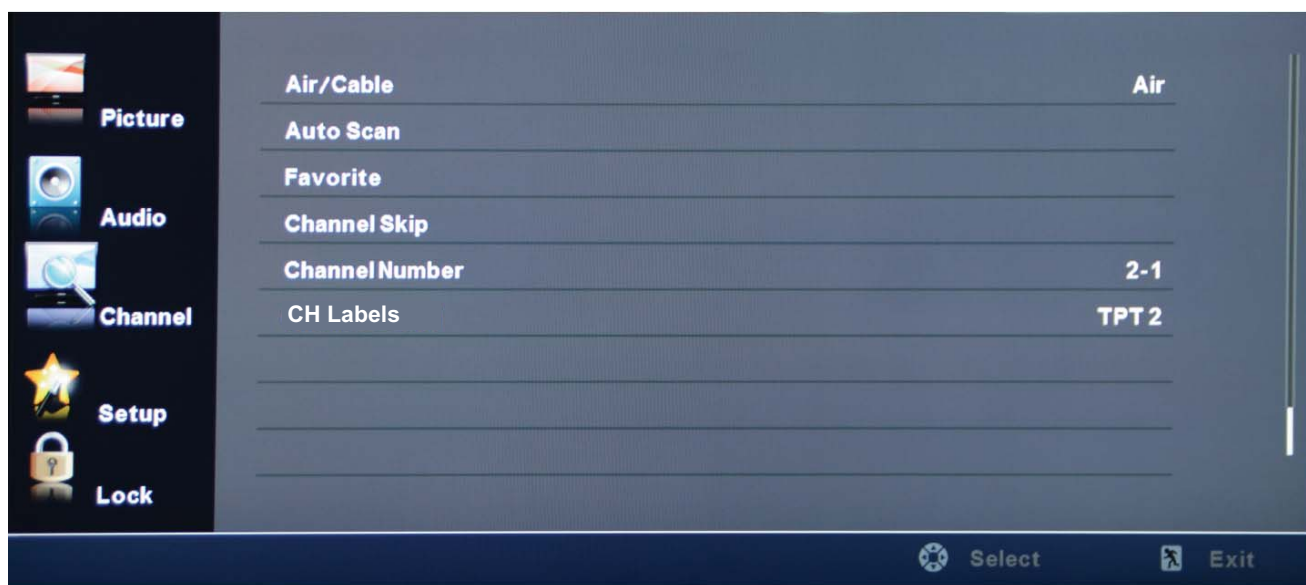 Picture
Audio
Channel
Setup
Lock
Air/Cable Air
Auto Scan
Favorite
Channel Skip
Channel Number 2-1
CH Labels TPT 2
Select Exit